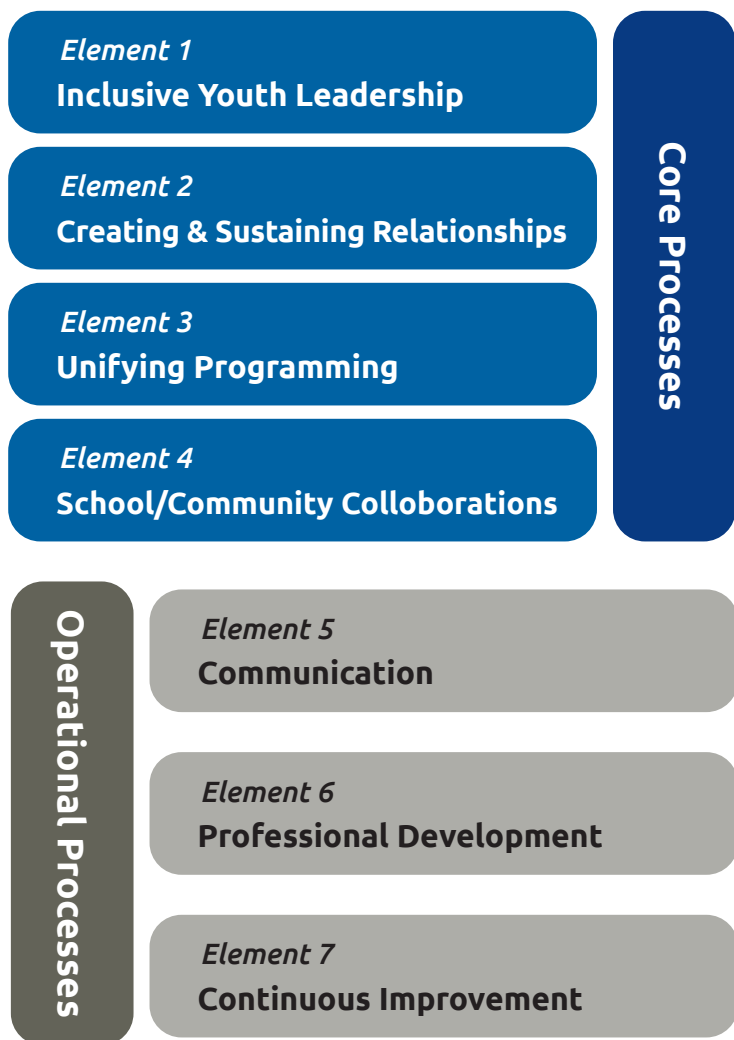 Element 1
Inclusive Youth Leadership
Element 2
Creating & Sustaining Relationships
Element 3
Unifying Programming
Element 4
School/Community Colloborations
Core Processes
Operational Processes
Element 5
Communication
Element 6
Professional Development
Element 7
Continuous Improvement